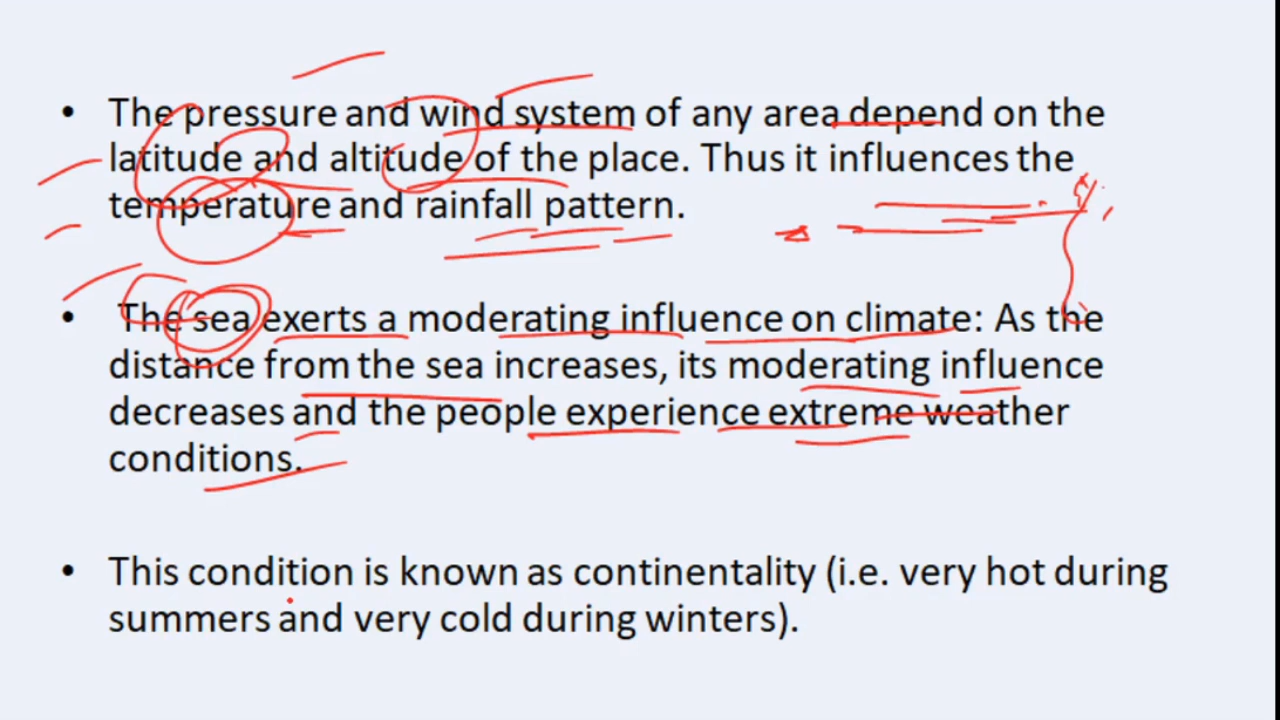 • The pressure and wind system of any area depend on the
latitude and altitude of the place. Thus it influences the
temperature and rainfall pattern.
• The sea exerts a moderating influence on climate: As the
distance from the sea increases, its moderating influence
decreases and the people experience extreme weather
conditions.
• This condition is known as continentality (i.e. very hot during
summers and very cold during winters).